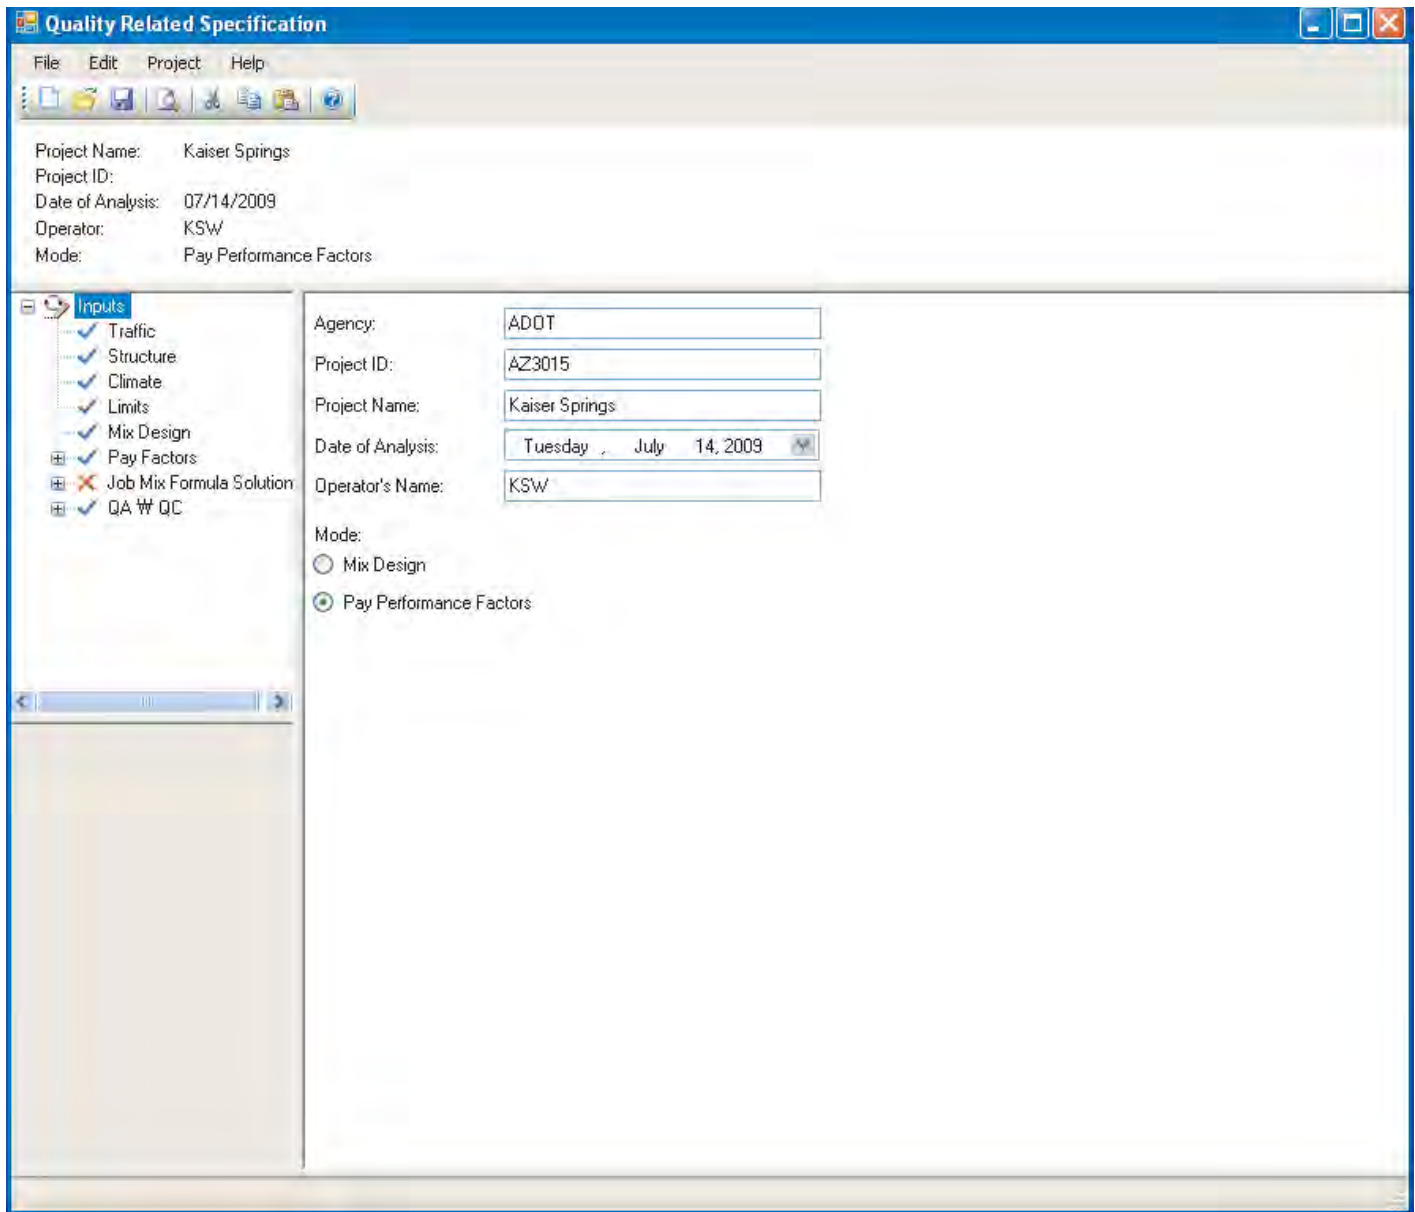 Quality Related Specification
File Edit Project Help
Project Name: Kaiser Springs
Project ID:
Date of Analysis: 07/14/2009
Operator: KSW
Mode: Pay Performance Factors
Inputs
Traffic
Structure
Climate
Limits
Mix Design
Pay Factors
Job Mix Formula Solution
QA ₩ QC
Agency: ADOT
Project ID: AZ3015
Project Name: Kaiser Springs
Date of Analysis: Tuesday , July 14, 2009
Operator's Name: KSW
Mode:
Mix Design
Pay Performance Factors